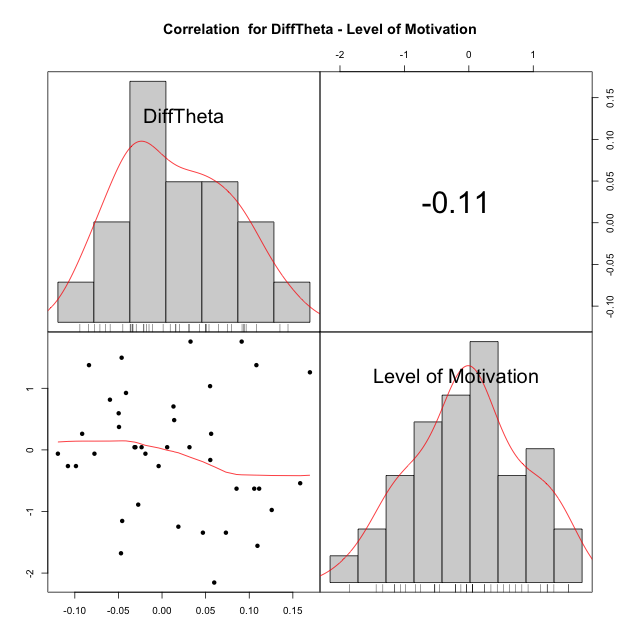 Correlation  for DiffTheta - Level of Motivation
-2 -1 0 1
DiffTheta
-0.11
0.15
0.10
0.05
0.00
-0.05
-0.10
Level of Motivation
1
0
-1
-2
-0.10 -0.05 0.00 0.05 0.10 0.15